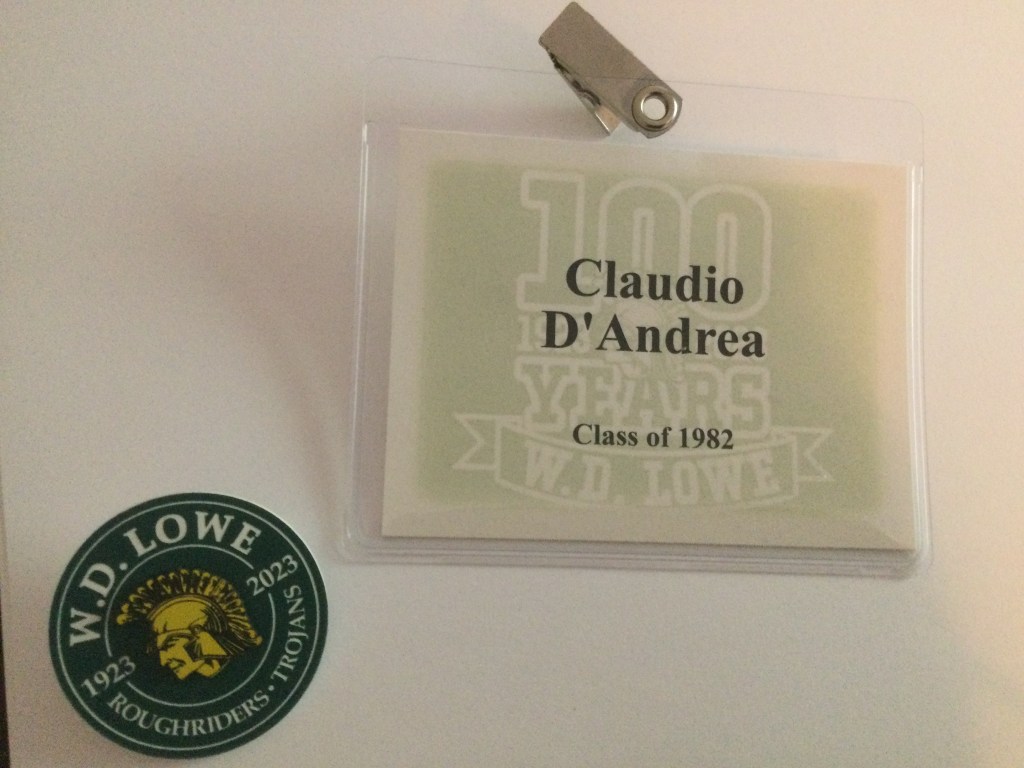 100
YEARS
W.D. LOWE
Claudio
D'Andrea
Class of 1982
W.D. LOWE
1923
2023
ROUGHRIDERS • TROJANS